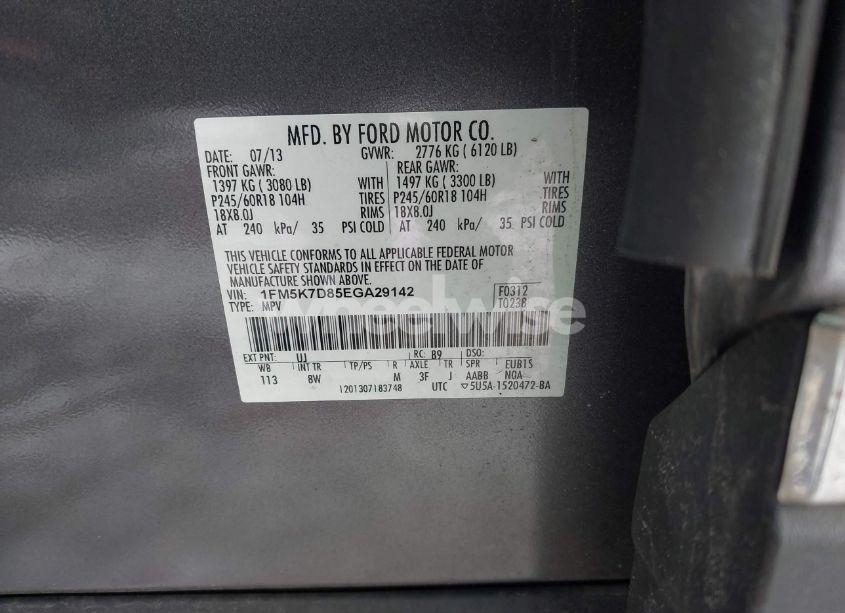 MFD. BY FORD MOTOR CO.
DATE: 07/13 GVWR: 2776 KG ( 6120 LB)
FRONT GAWR: REAR GAWR:
1397 KG ( 3080 LB) WITH 1497 KG ( 3300 LB) WITH
P245/60R18 104H TIRES P245/60R18 104H TIRES
18X8.0J RIMS 18X8.0J RIMS
AT 240 kPa/ 35 PSI COLD AT 240 kPa/ 35 PSI COLD
THIS VEHICLE CONFORMS TO ALL APPLICABLE FEDERAL MOTOR
VEHICLE SAFETY STANDARDS IN EFFECT ON THE DATE OF
MANUFACTURE SHOWN ABOVE.
VIN: 1FM5K7D85EGA29142 F0312
TYPE: MPV T0238
wheelwise
EXT PNT: UJ RC: 89 DSO:
WB INT TR TP/PS R AXLE TR SPR EUB1S
113 8W M 3F J AABB NOA
1201307183748 UTC ▽5U5A-1520472-BA